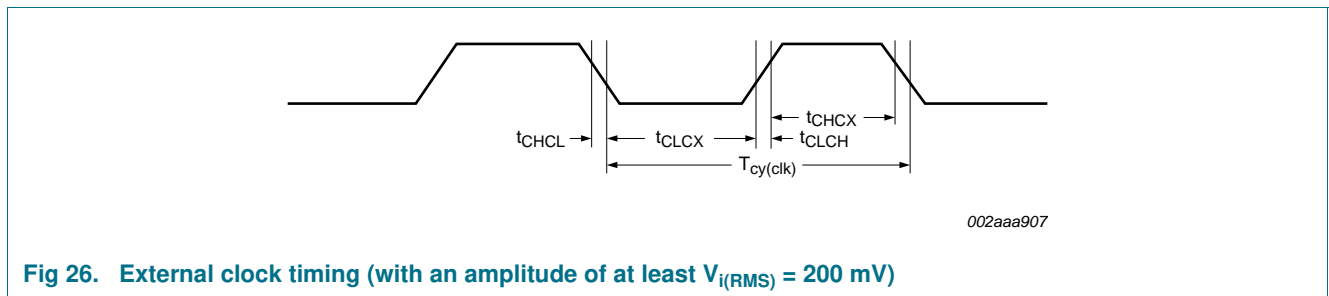 tCHCX
tCHCL tCLCX tCLCH
Tcy(clk)
002aaa907
Fig 26. External clock timing (with an amplitude of at least Vi(RMS) = 200 mV)